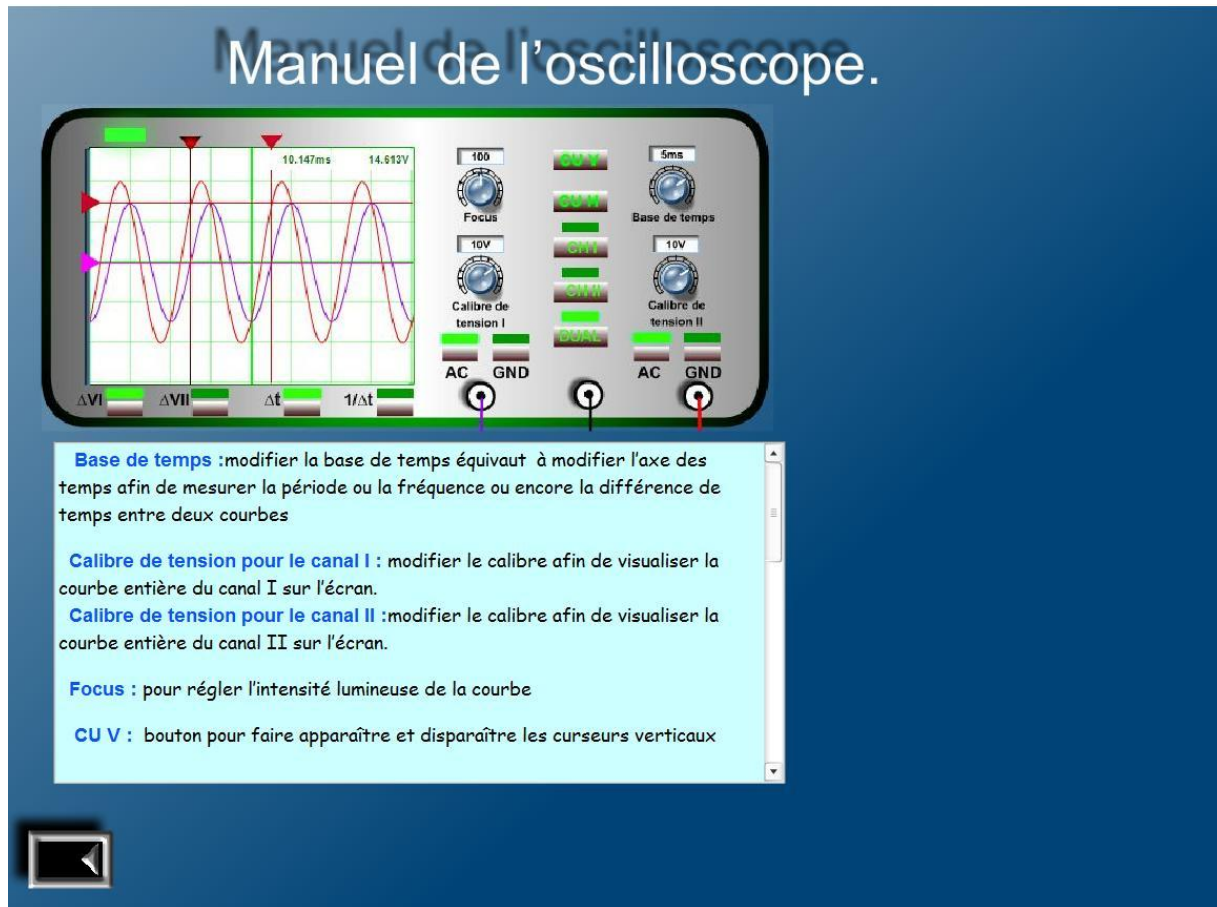 Manuel de l'oscilloscope.
10.147ms 14.613V
100
Focus
10V
Calibre de
tension I
AC GND
CU V
CU H
CH I
CH II
DUAL
5ms
Base de temps
10V
Calibre de
tension II
AC GND
ΔVI ΔVII Δt 1/Δt
Base de temps :modifier la base de temps équivaut à modifier l'axe des
temps afin de mesurer la période ou la fréquence ou encore la différence de
temps entre deux courbes
Calibre de tension pour le canal I : modifier le calibre afin de visualiser la
courbe entière du canal I sur l'écran.
Calibre de tension pour le canal II :modifier le calibre afin de visualiser la
courbe entière du canal II sur l'écran.
Focus : pour régler l'intensité lumineuse de la courbe
CU V : bouton pour faire apparaître et disparaître les curseurs verticaux